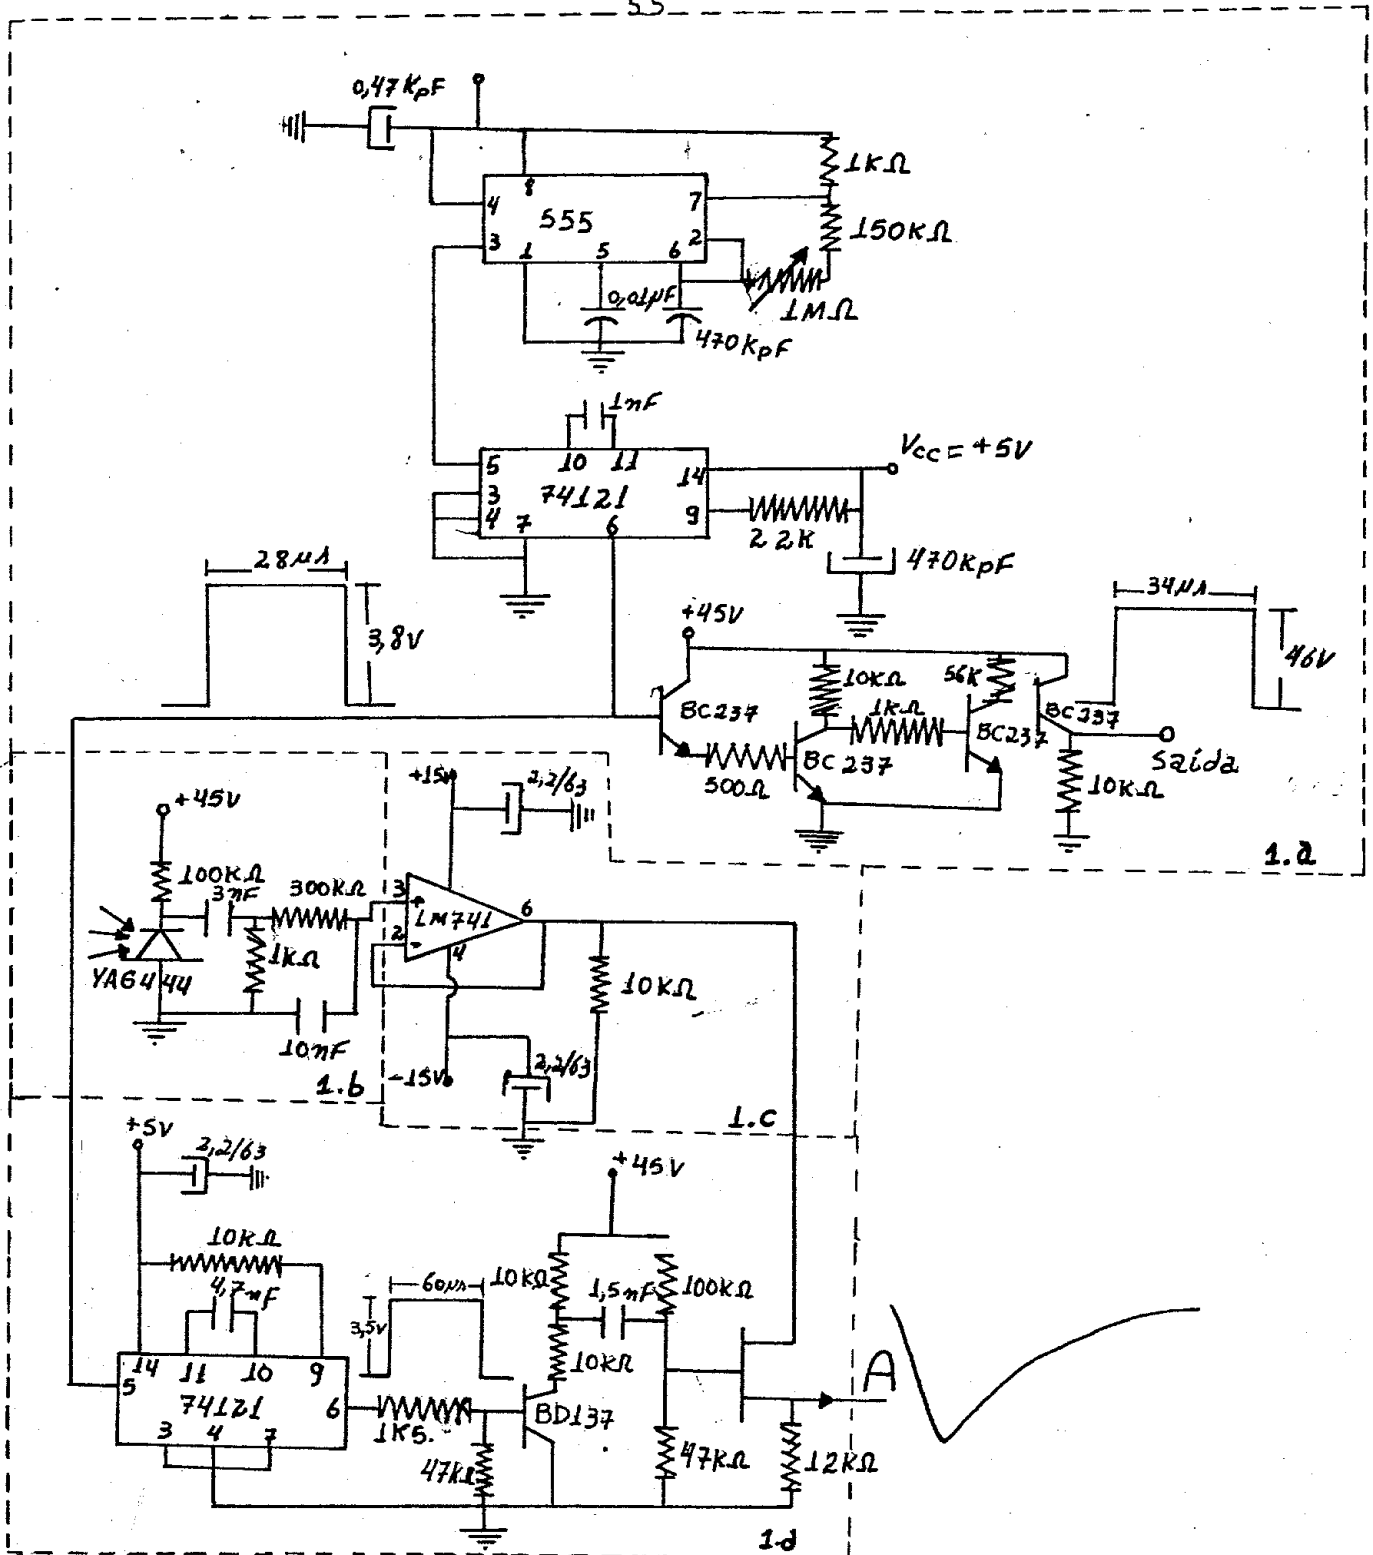 55
0,47KpF
1KΩ
8
4
555
7
150KΩ
3
2
1
5
6
0,01µF
1MΩ
470KpF
1nF
Vcc = +5V
5
10
11
14
3
74121
4
7
6
9
22K
470KpF
28µs
3,8V
+45V
34µs
46V
10KΩ
56K
BC237
1KΩ
BC237
BC237
500Ω
BC237
Saída
10KΩ
1.a
+45V
+15V
2,2/63
100KΩ
3nF
300KΩ
3
+
LM741
6
2
-
4
1KΩ
YAG444
10KΩ
10nF
1.b
-15V
2,2/63
1.c
+5V
2,2/63
+45V
10KΩ
4,7nF
60µs
10KΩ
1,5nF
100KΩ
3,5V
10KΩ
14
11
10
9
5
74121
6
A
BD137
1K5.
3
4
7
47KΩ
47KΩ
12KΩ
1.d